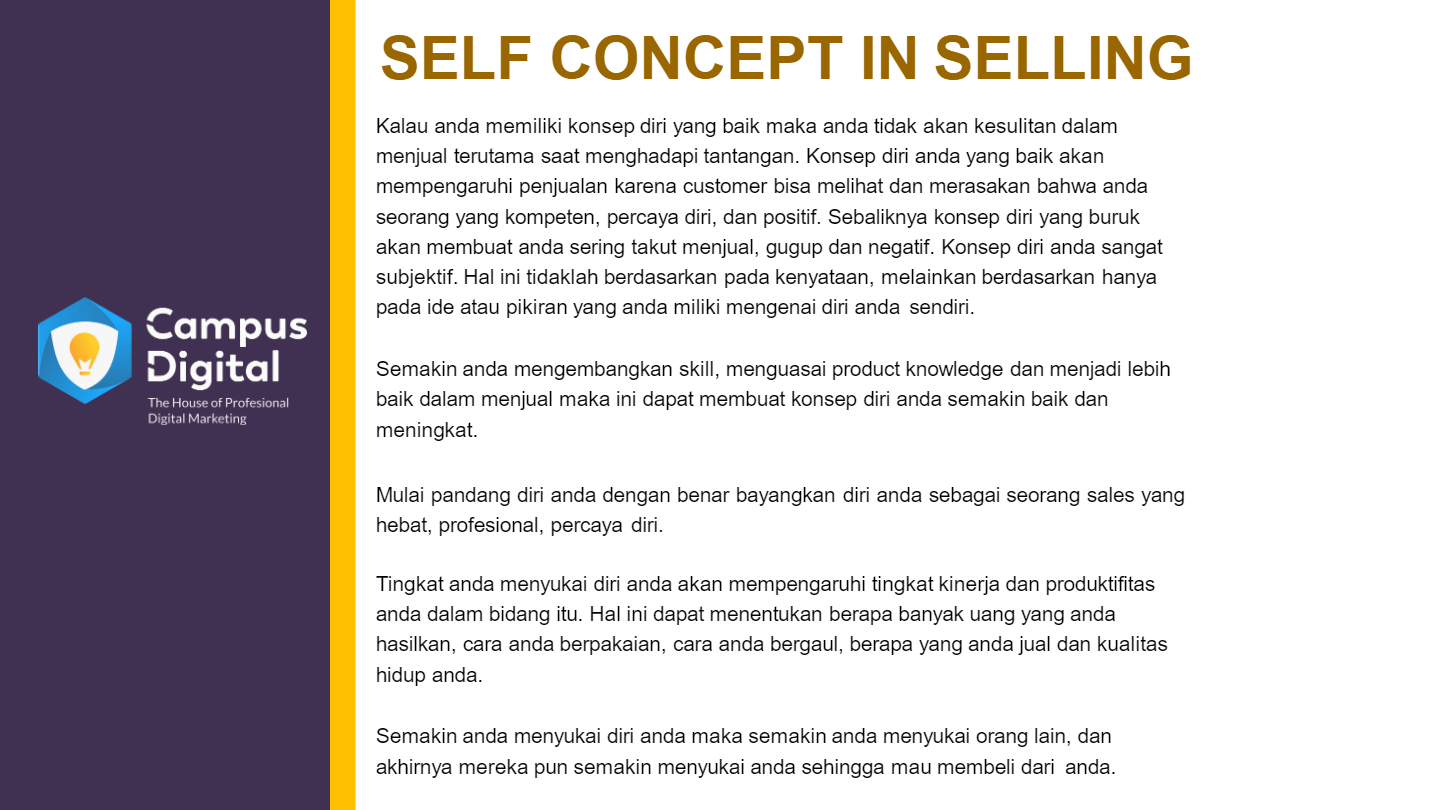 SELF CONCEPT IN SELLING
Kalau anda memiliki konsep diri yang baik maka anda tidak akan kesulitan dalam
menjual terutama saat menghadapi tantangan. Konsep diri anda yang baik akan
mempengaruhi penjualan karena customer bisa melihat dan merasakan bahwa anda
seorang yang kompeten, percaya diri, dan positif. Sebaliknya konsep diri yang buruk
akan membuat anda sering takut menjual, gugup dan negatif. Konsep diri anda sangat
subjektif. Hal ini tidaklah berdasarkan pada kenyataan, melainkan berdasarkan hanya
pada ide atau pikiran yang anda miliki mengenai diri anda sendiri.
Semakin anda mengembangkan skill, menguasai product knowledge dan menjadi lebih
baik dalam menjual maka ini dapat membuat konsep diri anda semakin baik dan
meningkat.
Mulai pandang diri anda dengan benar bayangkan diri anda sebagai seorang sales yang
hebat, profesional, percaya diri.
Tingkat anda menyukai diri anda akan mempengaruhi tingkat kinerja dan produktifitas
anda dalam bidang itu. Hal ini dapat menentukan berapa banyak uang yang anda
hasilkan, cara anda berpakaian, cara anda bergaul, berapa yang anda jual dan kualitas
hidup anda.
Semakin anda menyukai diri anda maka semakin anda menyukai orang lain, dan
akhirnya mereka pun semakin menyukai anda sehingga mau membeli dari anda.
Campus
Digital
The House of Profesional
Digital Marketing